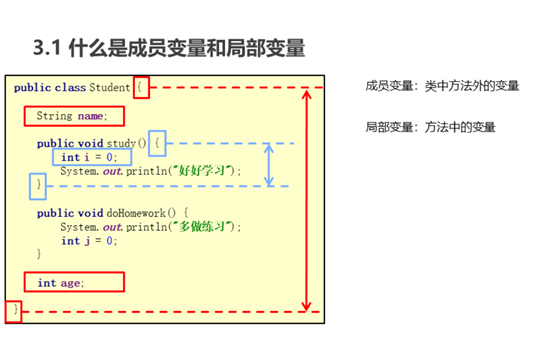 3.1 什么是成员变量和局部变量
public class Student {
String name;
public void study() {
int i = 0;
System.out.println("好好学习");
}
public void doHomework() {
System.out.println("多做练习");
int j = 0;
}
int age;
}
成员变量：类中方法外的变量
局部变量：方法中的变量